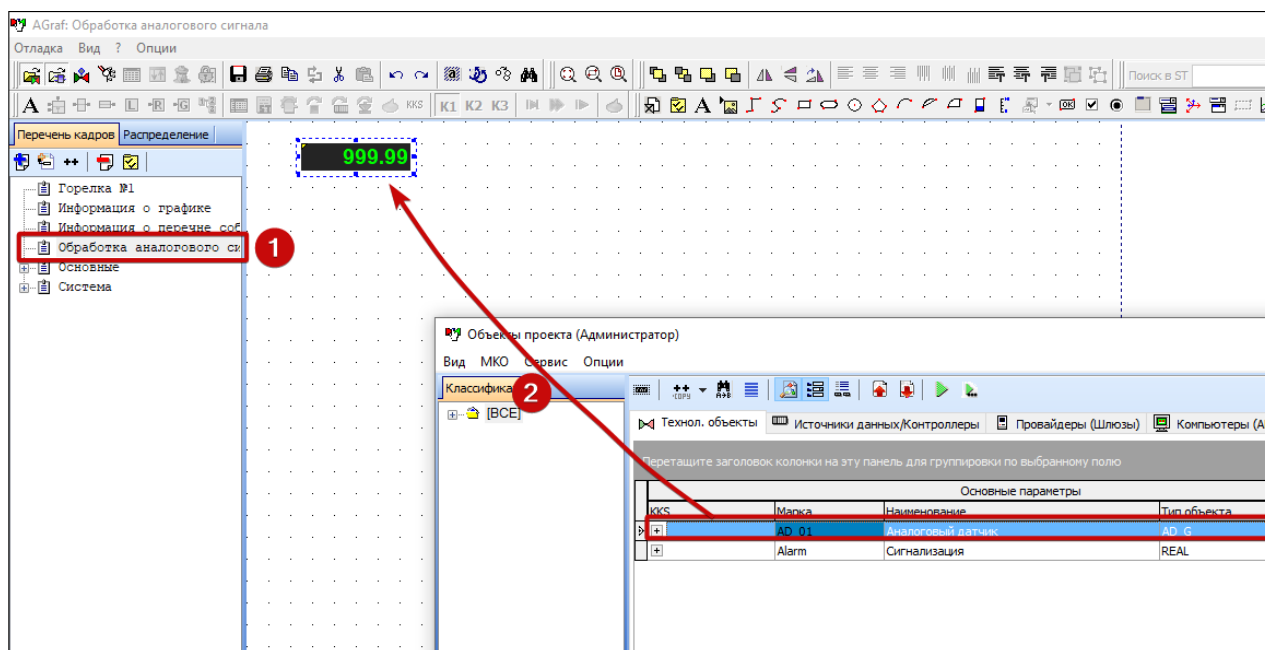 AGraf: Обработка аналогового сигнала
Отладка Вид ? Опции
Поиск в ST
A KKS K1 K2 K3 A OK
Перечень кадров Распределение
999.99
Горелка №1
Информация о графике
Информация о перечне соб
Обработка аналогового си
1
Основные
Система
Объекты проекта (Администратор)
Вид МКО Сервис Опции
Классифика
2
COPY
[ВСЕ]
Технол. объекты Источники данных/Контроллеры Провайдеры (Шлюзы) Компьютеры (А
Перетащите заголовок колонки на эту панель для группировки по выбранному полю
Основные параметры
KKS Марка Наименование Тип объекта
AD_01 Аналоговый датчик AD_G
Alarm Сигнализация REAL